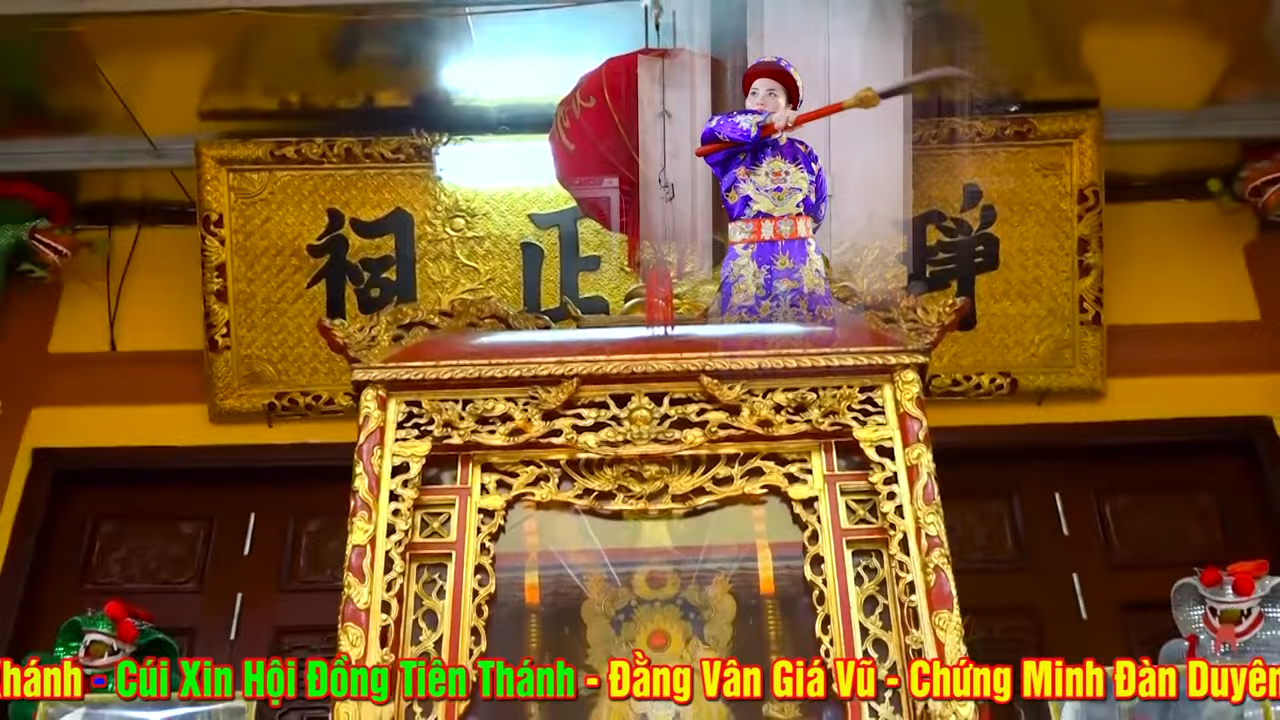 祠 正
hánh - Cúi Xin Hội Đồng Tiên Thánh - Đằng Vân Giá Vũ - Chứng Minh Đàn Duyên